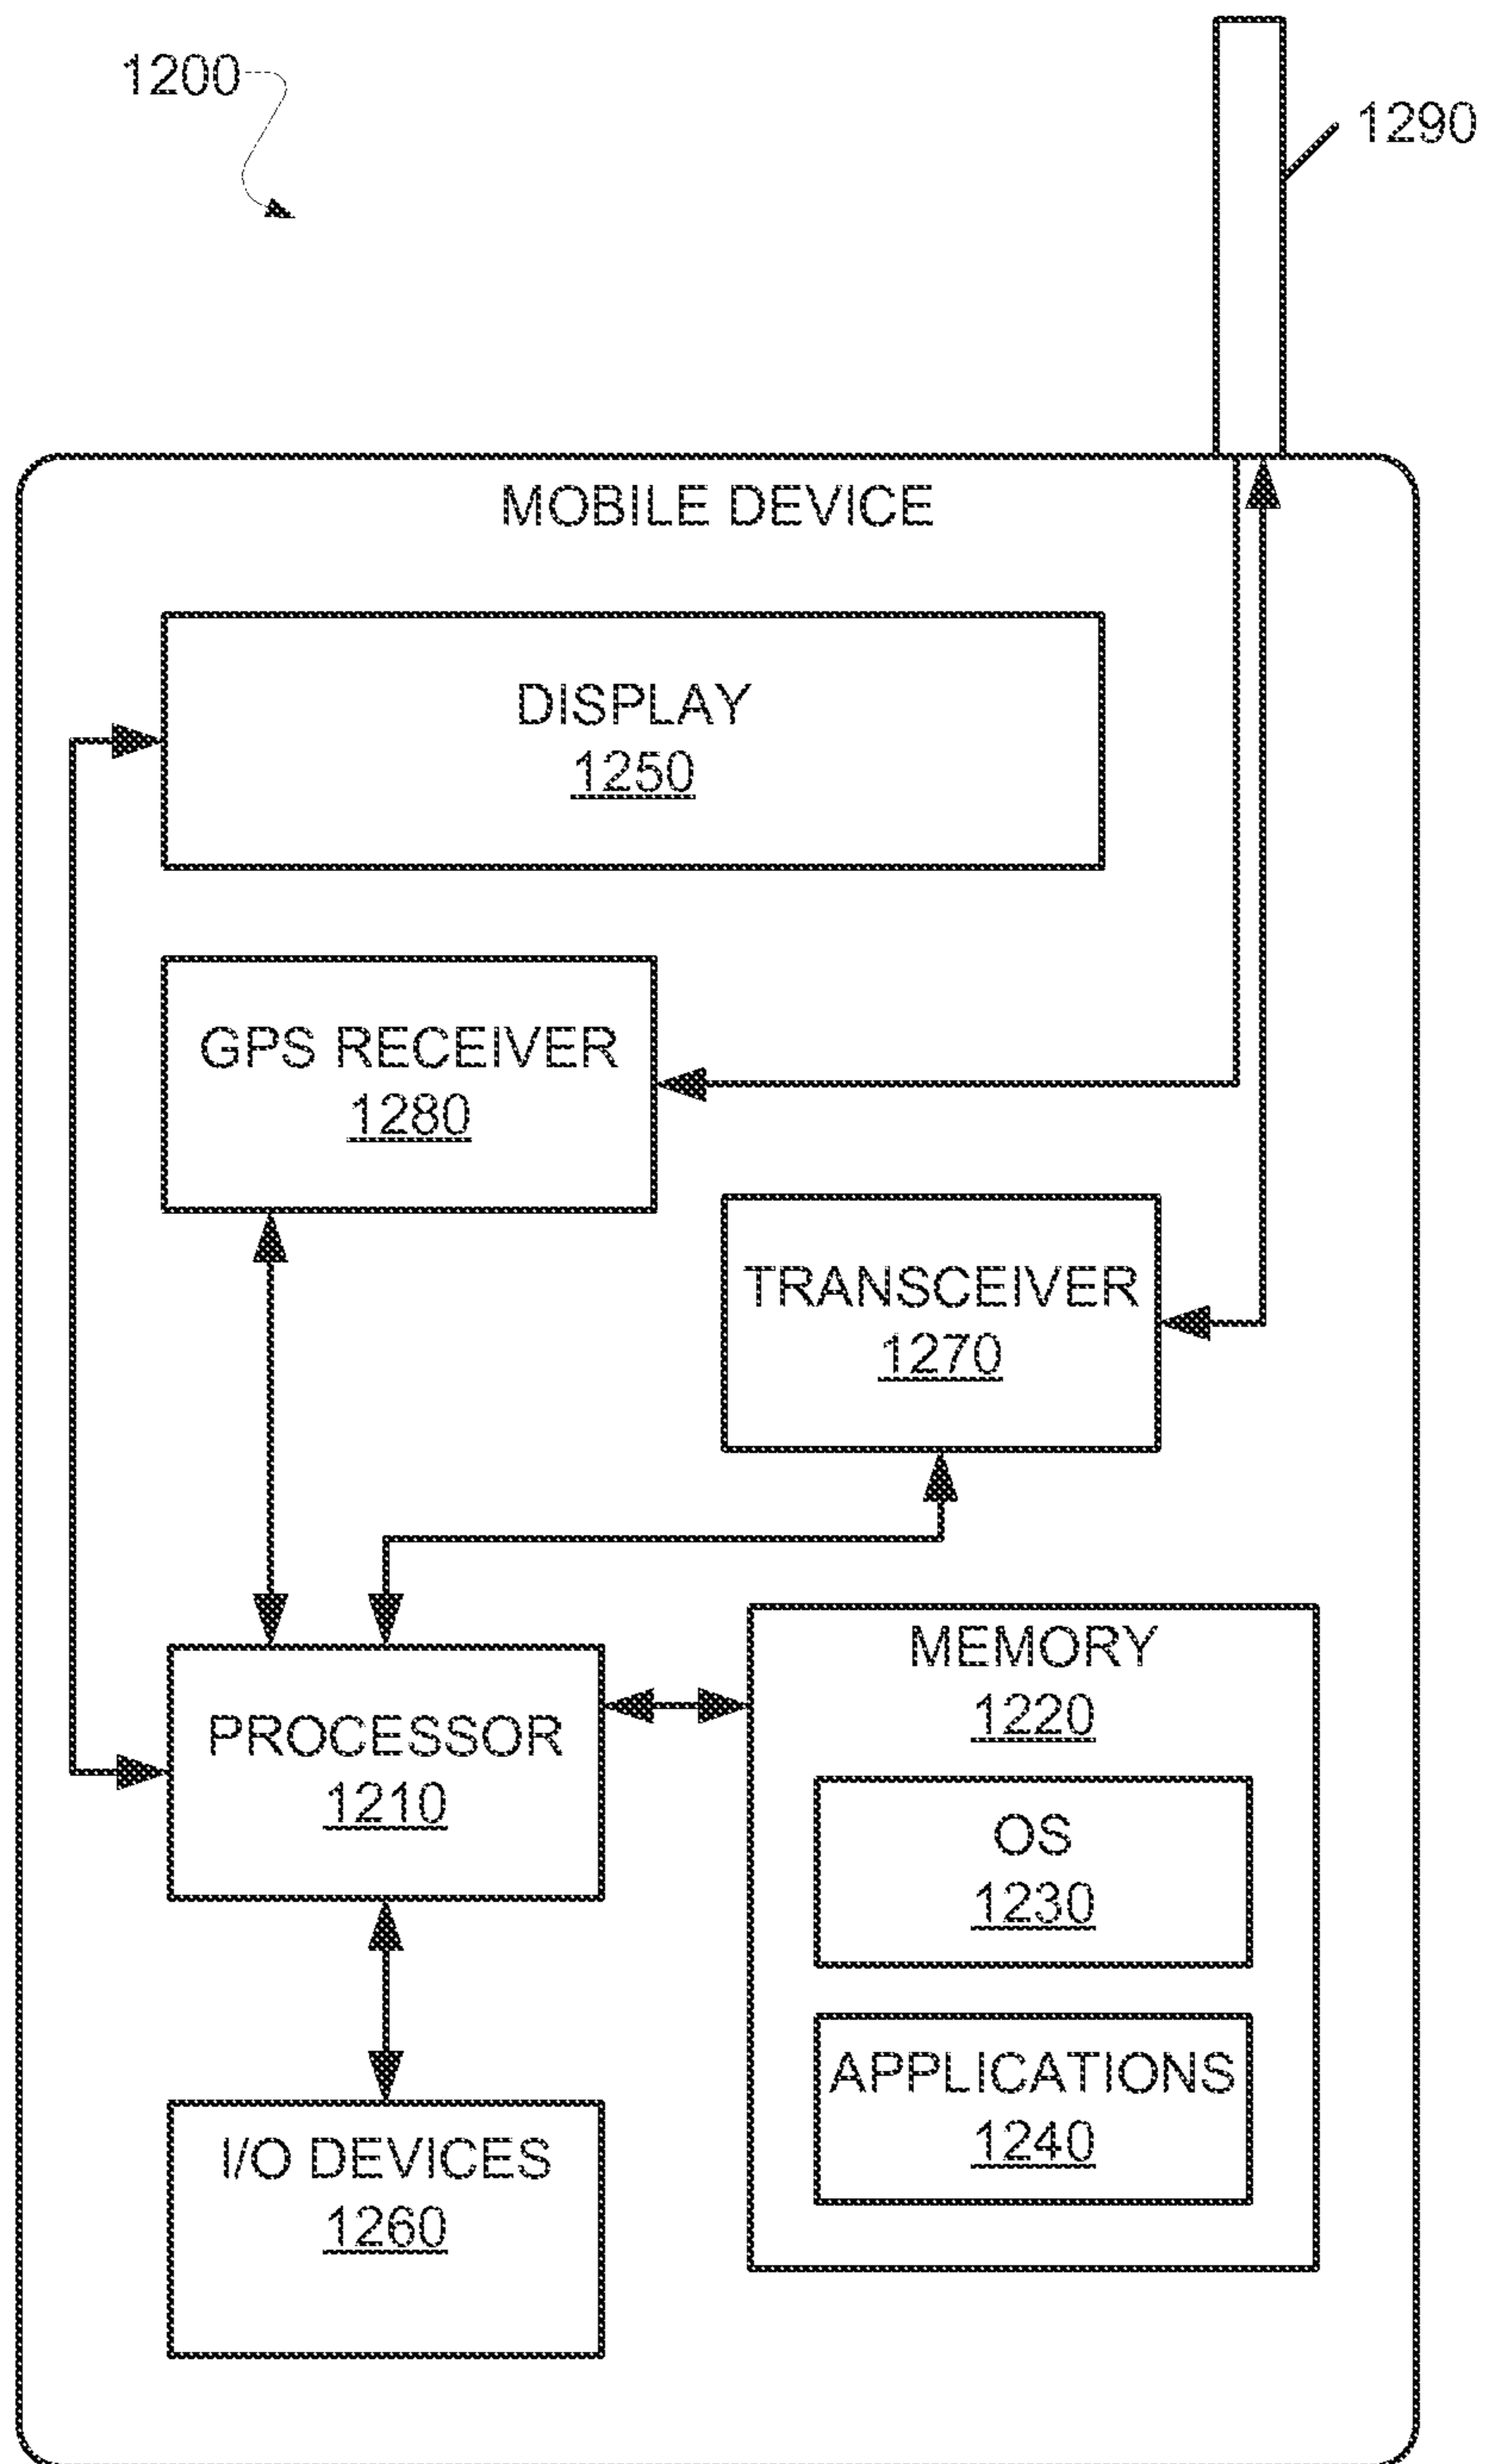 1200
1290
MOBILE DEVICE
DISPLAY
1250
GPS RECEIVER
1280
TRANSCEIVER
1270
MEMORY
1220
PROCESSOR
1210
OS
1230
APPLICATIONS
1240
I/O DEVICES
1260